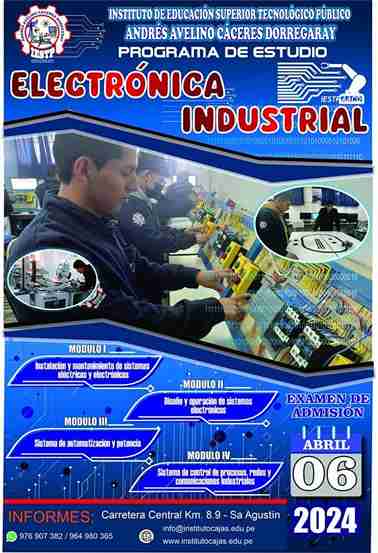 INSTITUTO DE EDUCACIÓN SUPERIOR TECNOLÓGICO PÚBLICO
ANDRÉS AVELINO CÁCERES DORREGARAY
PROGRAMA DE ESTUDIO
ELECTRÓNICA
INDUSTRIAL
MODULO I
Instalación y mantenimiento de sistemas
eléctricos y electrónicos
MODULO II
Diseño y operación de sistemas
electrónicos
MODULO III
Sistema de automatización y potencia
MODULO IV
Sistema de control de procesos, redes y
comunicaciones industriales
EXAMEN DE
ADMISIÓN
ABRIL
06
2024
INFORMES: Carretera Central Km. 8.9 - Sa Agustin
976 907 382 / 964 980 365
info@institutocajas.edu.pe
https://institutocajas.edu.pe